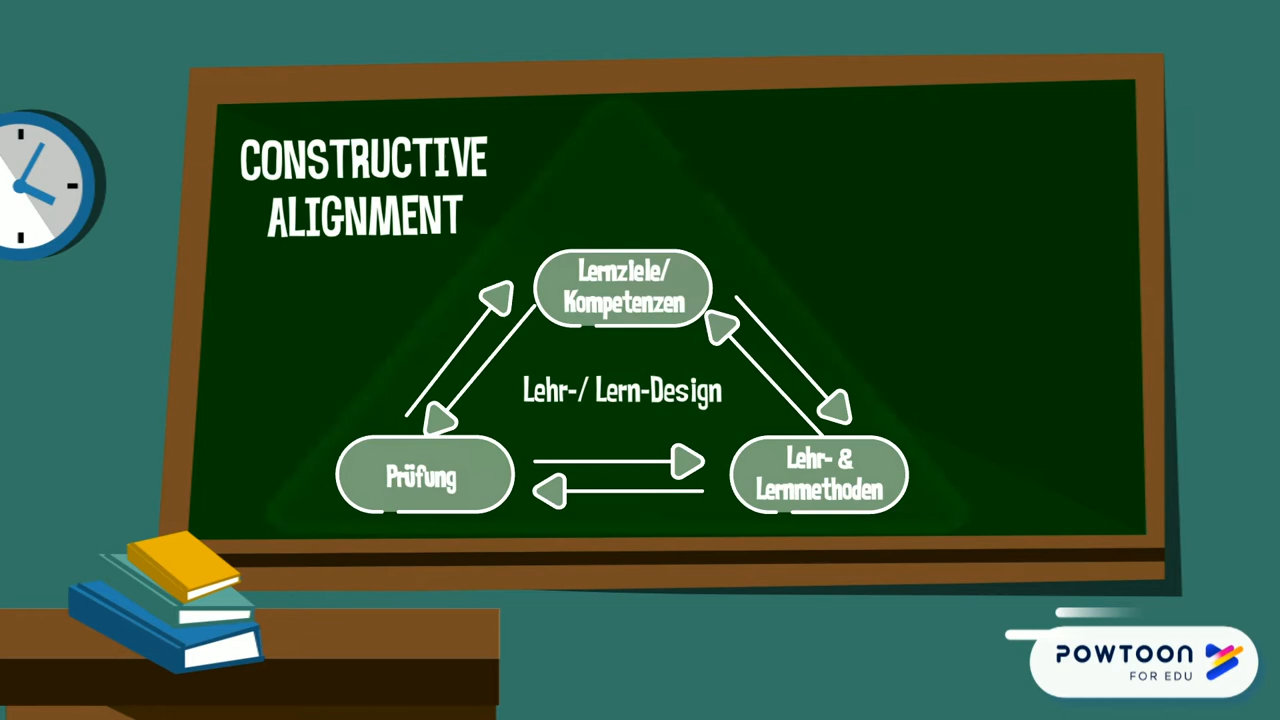 CONSTRUCTIVE
ALIGNMENT
Lernziele/
Kompetenzen
Lehr-/ Lern-Design
Prüfung
Lehr- &
Lernmethoden
POWTOON
FOR EDU